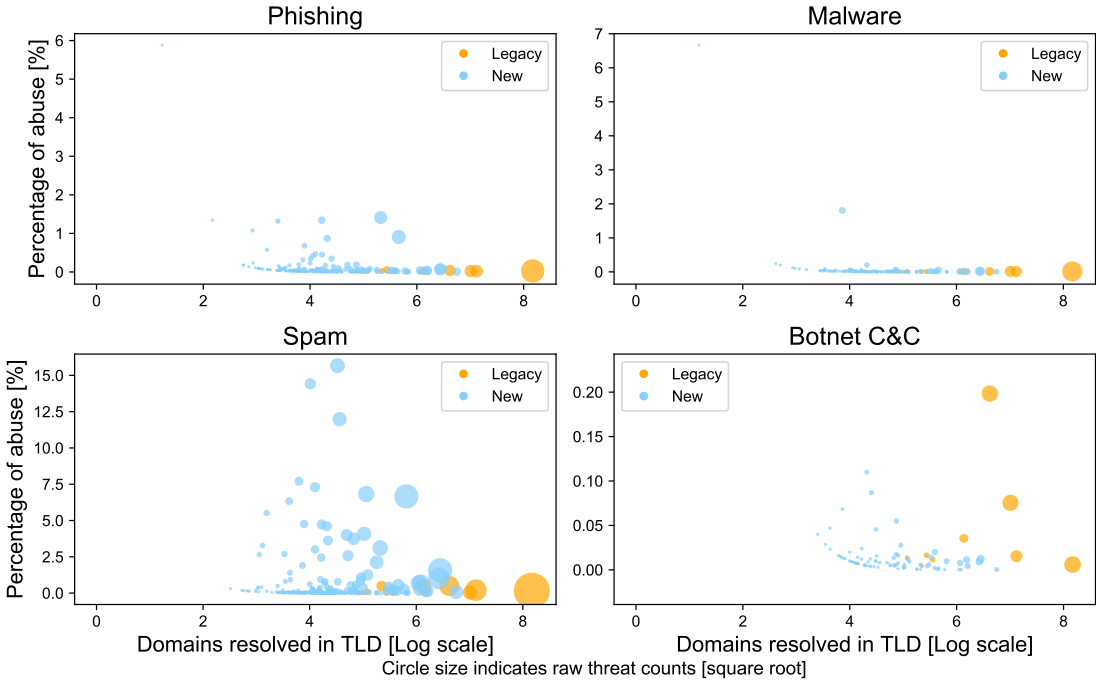 Phishing
Percentage of abuse [%]
6
5
4
3
2
1
0
0 2 4 6 8
Legacy
New
Malware
7
6
5
4
3
2
1
0
0 2 4 6 8
Legacy
New
Spam
Percentage of abuse [%]
15.0
12.5
10.0
7.5
5.0
2.5
0.0
0 2 4 6 8
Legacy
New
Domains resolved in TLD [Log scale]
Botnet C&C
0.20
0.15
0.10
0.05
0.00
0 2 4 6 8
Legacy
New
Domains resolved in TLD [Log scale]
Circle size indicates raw threat counts [square root]